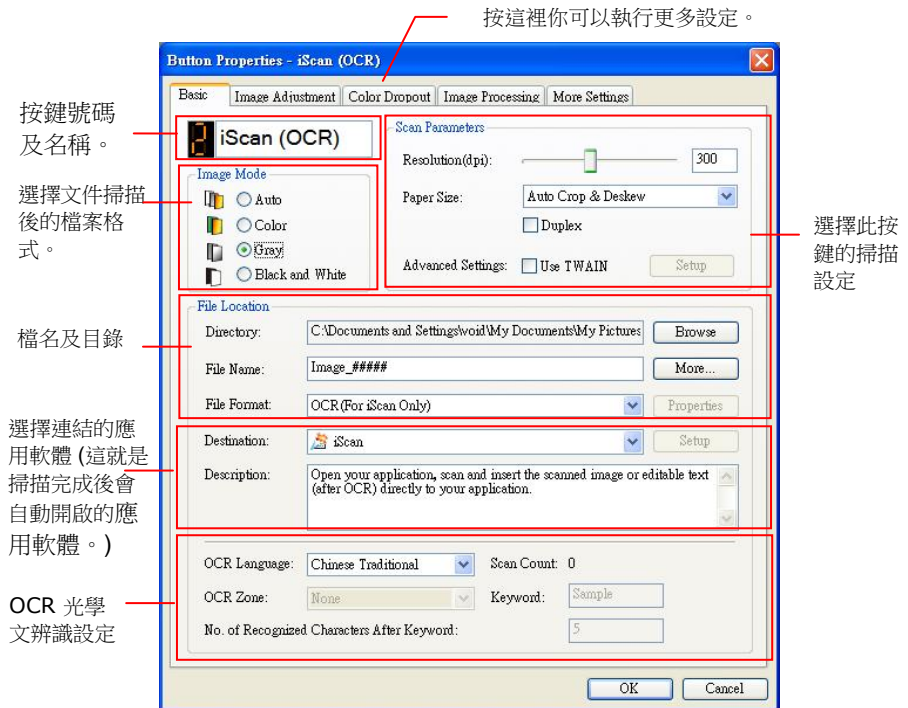 按這裡你可以執行更多設定。
Button Properties - iScan (OCR)
Basic
Image Adjustment
Color Dropout
Image Processing
More Settings
按鍵號碼
及名稱。
2
iScan (OCR)
Scan Parameters
Resolution(dpi):
300
Paper Size:
Auto Crop & Deskew
Duplex
Advanced Settings:
Use TWAIN
Setup
選擇此按
鍵的掃描
設定
選擇文件掃描
後的檔案格
式。
Image Mode
Auto
Color
Gray
Black and White
檔名及目錄
File Location
Directory:
C:\Documents and Settings\void\My Documents\My Pictures
Browse
File Name:
Image_#####
More...
File Format:
OCR(For iScan Only)
Properties
選擇連結的應
用軟體 (這就是
掃描完成後會
自動開啟的應
用軟體。)
Destination:
iScan
Setup
Description:
Open your application, scan and insert the scanned image or editable text
(after OCR) directly to your application.
OCR 光學
文辨識設定
OCR Language:
Chinese Traditional
Scan Count: 0
OCR Zone:
None
Keyword:
Sample
No. of Recognized Characters After Keyword:
5
OK
Cancel